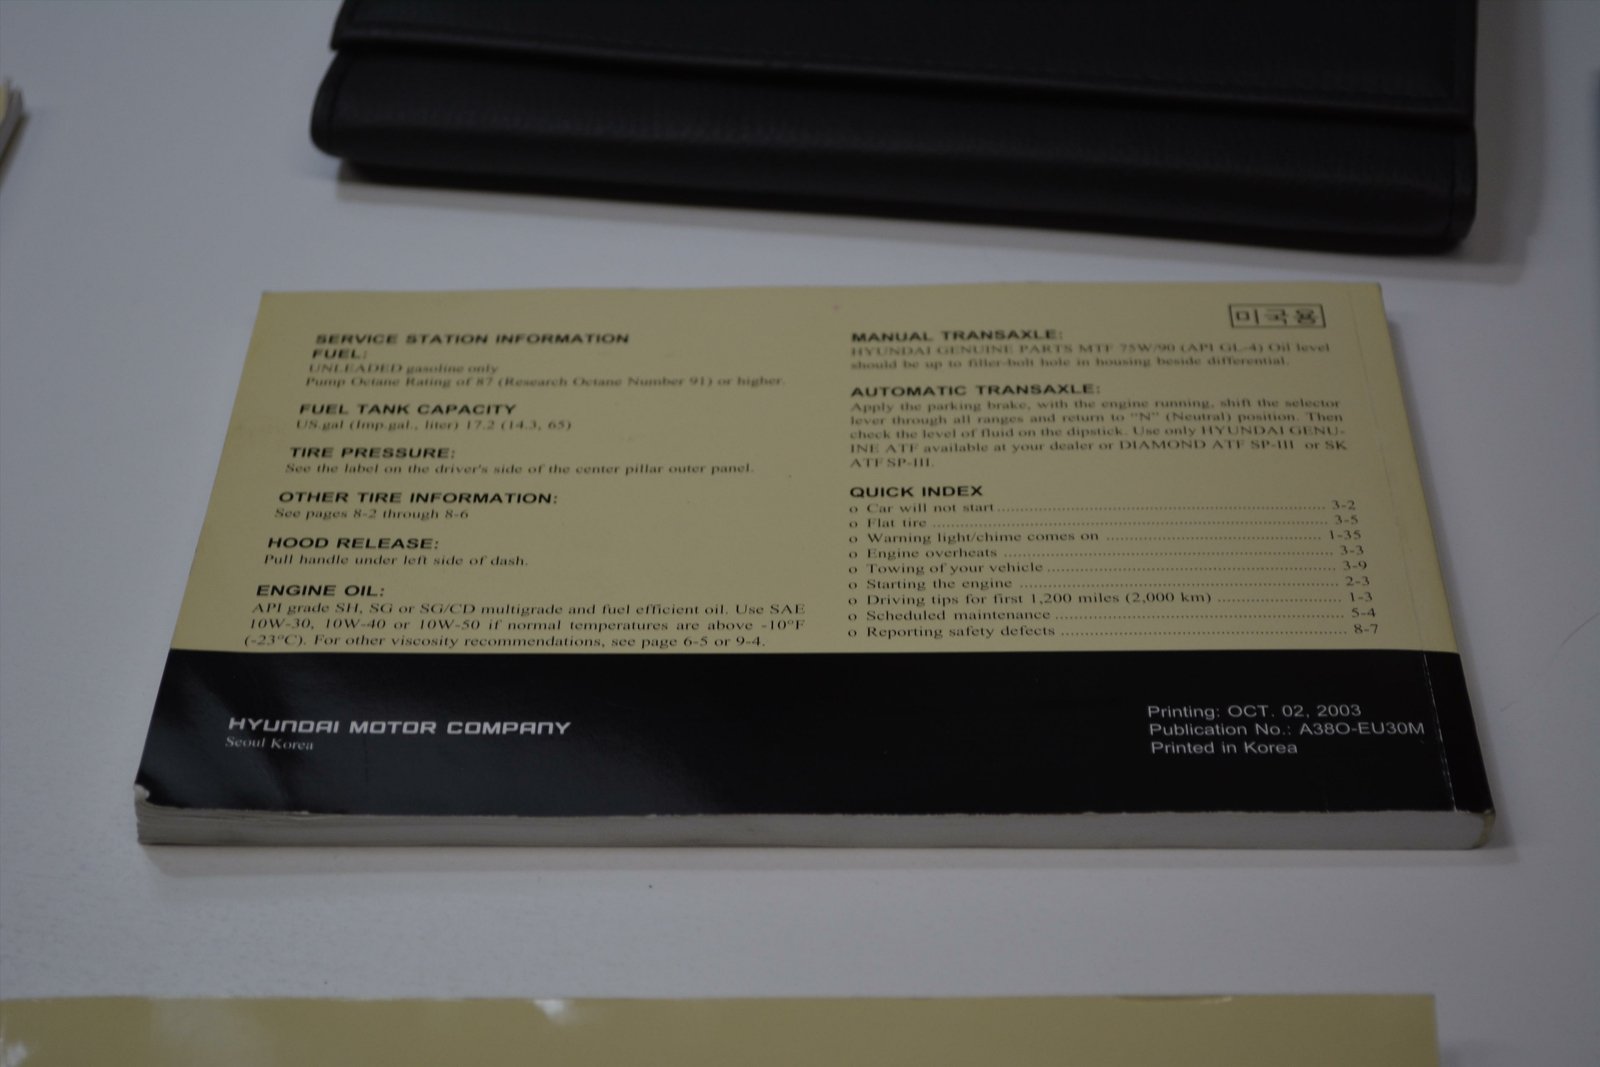 미국용
SERVICE STATION INFORMATION
FUEL:
UNLEADED gasoline only
Pump Octane Rating of 87 (Research Octane Number 91) or higher.
FUEL TANK CAPACITY
US.gal (Imp.gal., liter) 17.2 (14.3, 65)
TIRE PRESSURE:
See the label on the driver's side of the center pillar outer panel.
OTHER TIRE INFORMATION:
See pages 8-2 through 8-6
HOOD RELEASE:
Pull handle under left side of dash.
ENGINE OIL:
API grade SH, SG or SG/CD multigrade and fuel efficient oil. Use SAE
10W-30, 10W-40 or 10W-50 if normal temperatures are above -10°F
(-23°C). For other viscosity recommendations, see page 6-5 or 9-4.
MANUAL TRANSAXLE:
HYUNDAI GENUINE PARTS MTF 75W/90 (API GL-4) Oil level
should be up to filler-bolt hole in housing beside differential.
AUTOMATIC TRANSAXLE:
Apply the parking brake, with the engine running, shift the selector
lever through all ranges and return to "N" (Neutral) position. Then
check the level of fluid on the dipstick. Use only HYUNDAI GENU-
INE ATF available at your dealer or DIAMOND ATF SP-III or SK
ATF SP-III.
QUICK INDEX
o Car will not start ........ 3-2
o Flat tire ........ 3-5
o Warning light/chime comes on ........ 1-35
o Engine overheats ........ 3-3
o Towing of your vehicle ........ 3-9
o Starting the engine ........ 2-3
o Driving tips for first 1,200 miles (2,000 km) ........ 1-3
o Scheduled maintenance ........ 5-4
o Reporting safety defects ........ 8-7
HYUNDAI MOTOR COMPANY
Seoul Korea
Printing: OCT. 02, 2003
Publication No.: A38O-EU30M
Printed in Korea